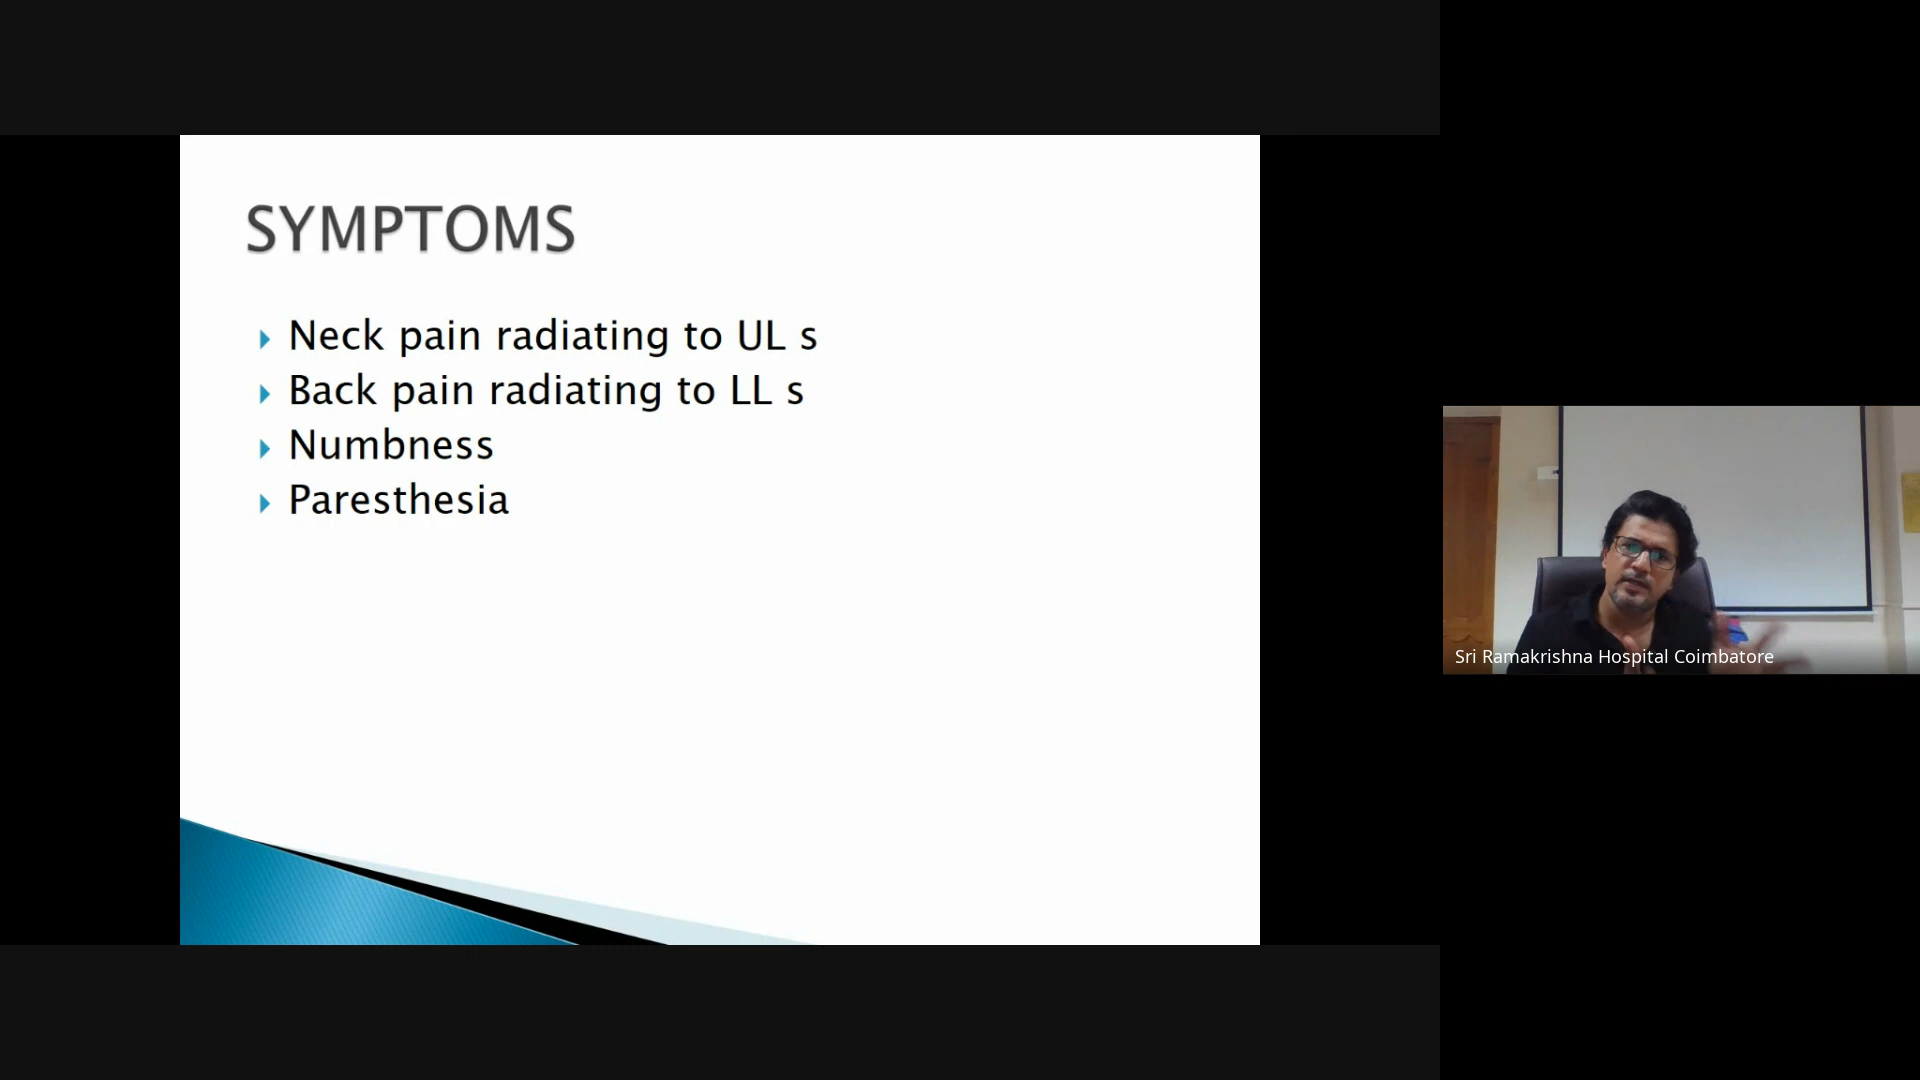 SYMPTOMS
Neck pain radiating to UL s
Back pain radiating to LL s
Numbness
Paresthesia
Sri Ramakrishna Hospital Coimbatore